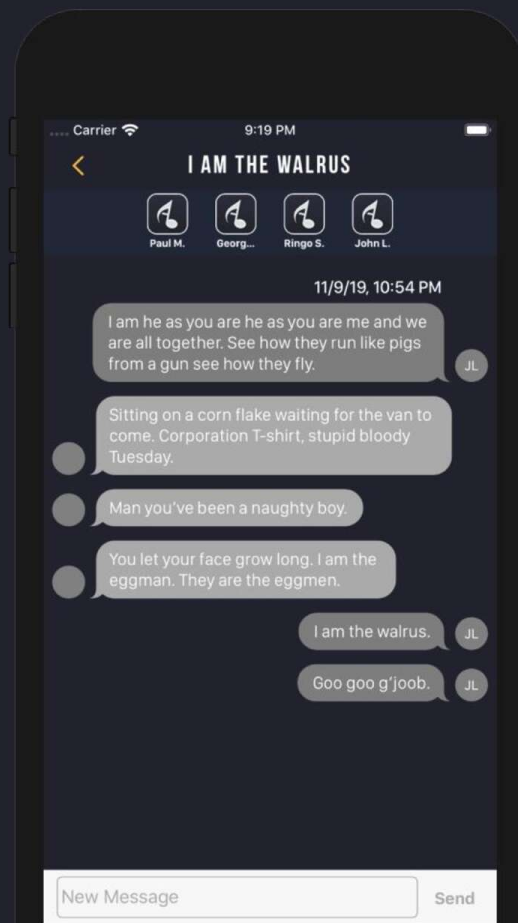 Carrier 9:19 PM
I AM THE WALRUS
Paul M. Georg... Ringo S. John L.
11/9/19, 10:54 PM
I am he as you are he as you are me and we
are all together. See how they run like pigs
from a gun see how they fly.
JL
Sitting on a corn flake waiting for the van to
come. Corporation T-shirt, stupid bloody
Tuesday.
Man you've been a naughty boy.
You let your face grow long. I am the
eggman. They are the eggmen.
I am the walrus. JL
Goo goo g'joob. JL
New Message Send